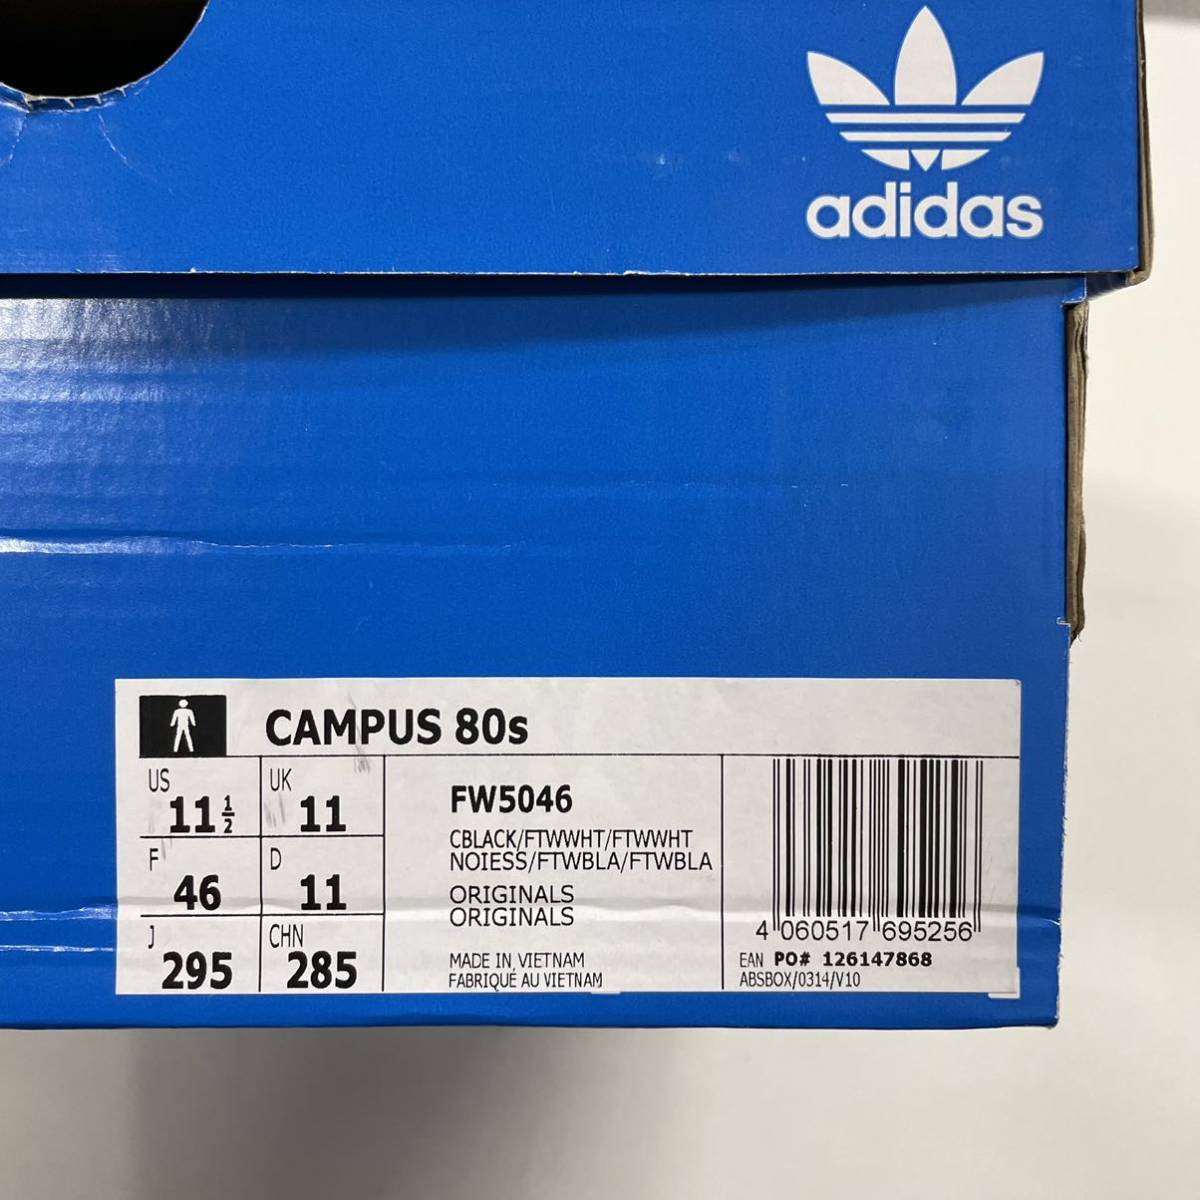 adidas
CAMPUS 80s
US 11 1/2
UK 11
F 46
D 11
J 295
CHN 285
FW5046
CBLACK/FTWWHT/FTWWHT
NOIESS/FTWBLA/FTWBLA
ORIGINALS
ORIGINALS
MADE IN VIETNAM
FABRIQUÉ AU VIETNAM
4 060517 695256
EAN PO# 126147868
ABSBOX/0314/V10